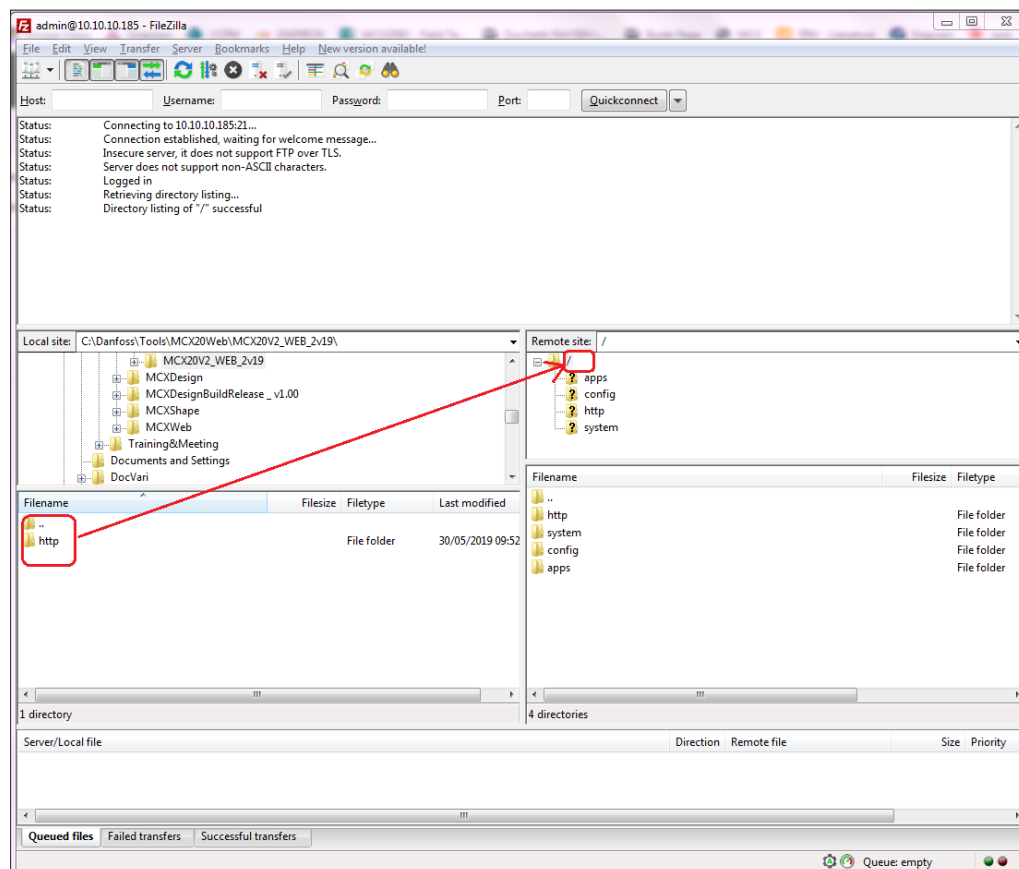 admin@10.10.10.185 - FileZilla
File Edit View Transfer Server Bookmarks Help New version available!
Host: Username: Password: Port: Quickconnect
Status: Connecting to 10.10.10.185:21...
Status: Connection established, waiting for welcome message...
Status: Insecure server, it does not support FTP over TLS.
Status: Server does not support non-ASCII characters.
Status: Logged in
Status: Retrieving directory listing...
Status: Directory listing of "/" successful
Local site: C:\Danfoss\Tools\MCX20Web\MCX20V2_WEB_2v19\
MCX20V2_WEB_2v19
MCXDesign
MCXDesignBuildRelease _ v1.00
MCXShape
MCXWeb
Training&Meeting
Documents and Settings
DocVari
Remote site: /
/
apps
config
http
system
Filename Filesize Filetype Last modified
..
http File folder 30/05/2019 09:52
1 directory
Filename Filesize Filetype
..
http File folder
system File folder
config File folder
apps File folder
4 directories
Server/Local file Direction Remote file Size Priority
Queued files Failed transfers Successful transfers
Queue: empty